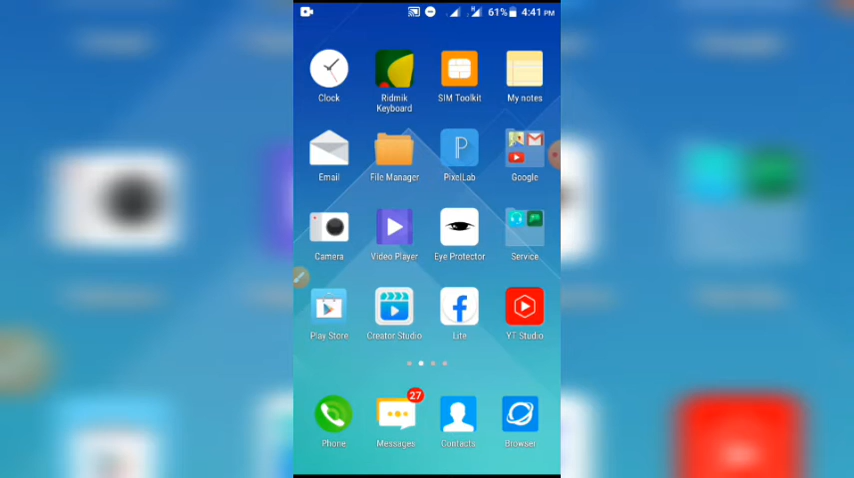 61% 4:41 PM
Clock
Ridmik
Keyboard
SIM Toolkit
My notes
Email
File Manager
PixelLab
Google
Camera
Video Player
Eye Protector
Service
Play Store
Creator Studio
Lite
YT Studio
27
Phone
Messages
Contacts
Browser